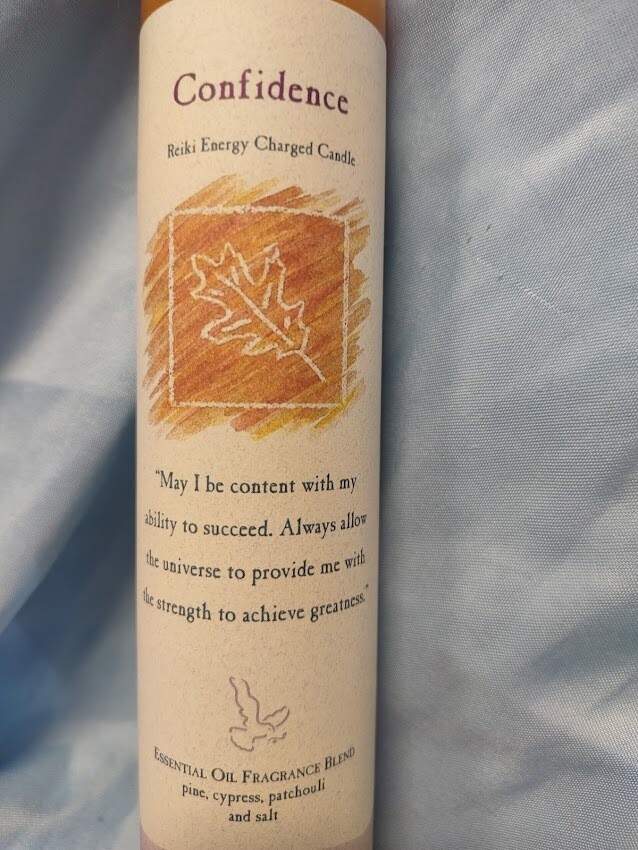 Confidence
Reiki Energy Charged Candle
"May I be content with my
ability to succeed. Always allow
the universe to provide me with
the strength to achieve greatness."
Essential Oil Fragrance Blend
pine, cypress, patchouli
and salt